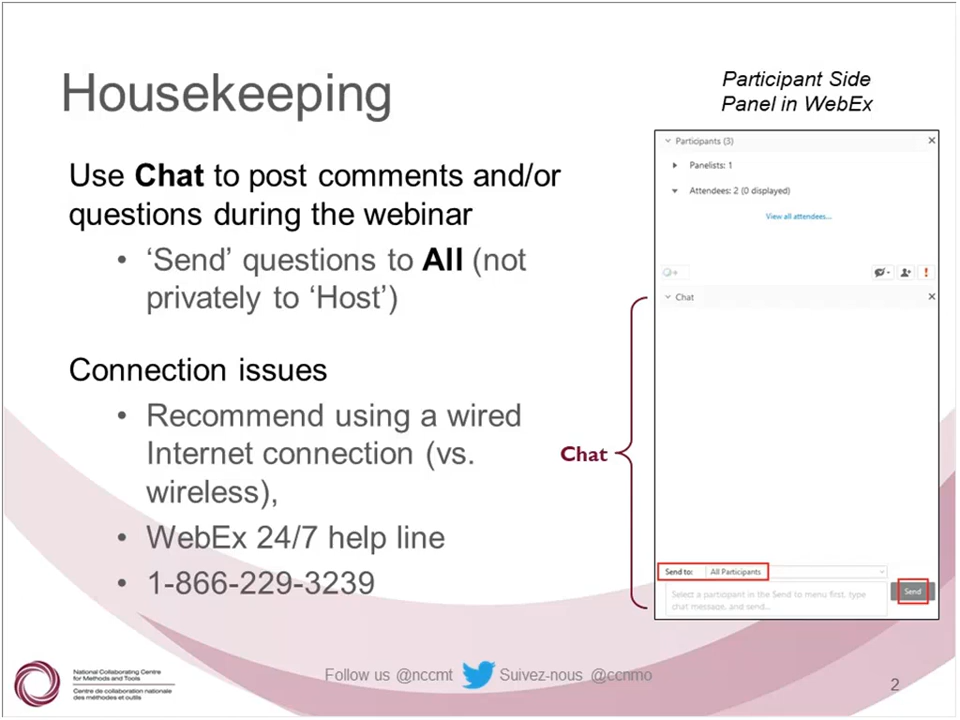 Housekeeping
Participant Side
Panel in WebEx
Use Chat to post comments and/or
questions during the webinar
• ‘Send’ questions to All (not
privately to ‘Host’)
Connection issues
• Recommend using a wired
Internet connection (vs.
wireless),
• WebEx 24/7 help line
• 1-866-229-3239
Participants (3)
Panelists: 1
Attendees: 2 (0 displayed)
View all attendees...
Chat
Chat
Send to: All Participants
Select a participant in the Send to menu first, type
chat message, and send...
Send
National Collaborating Centre
for Methods and Tools
Centre de collaboration nationale
des méthodes et outils
Follow us @nccmt Suivez-nous @ccnmo
2